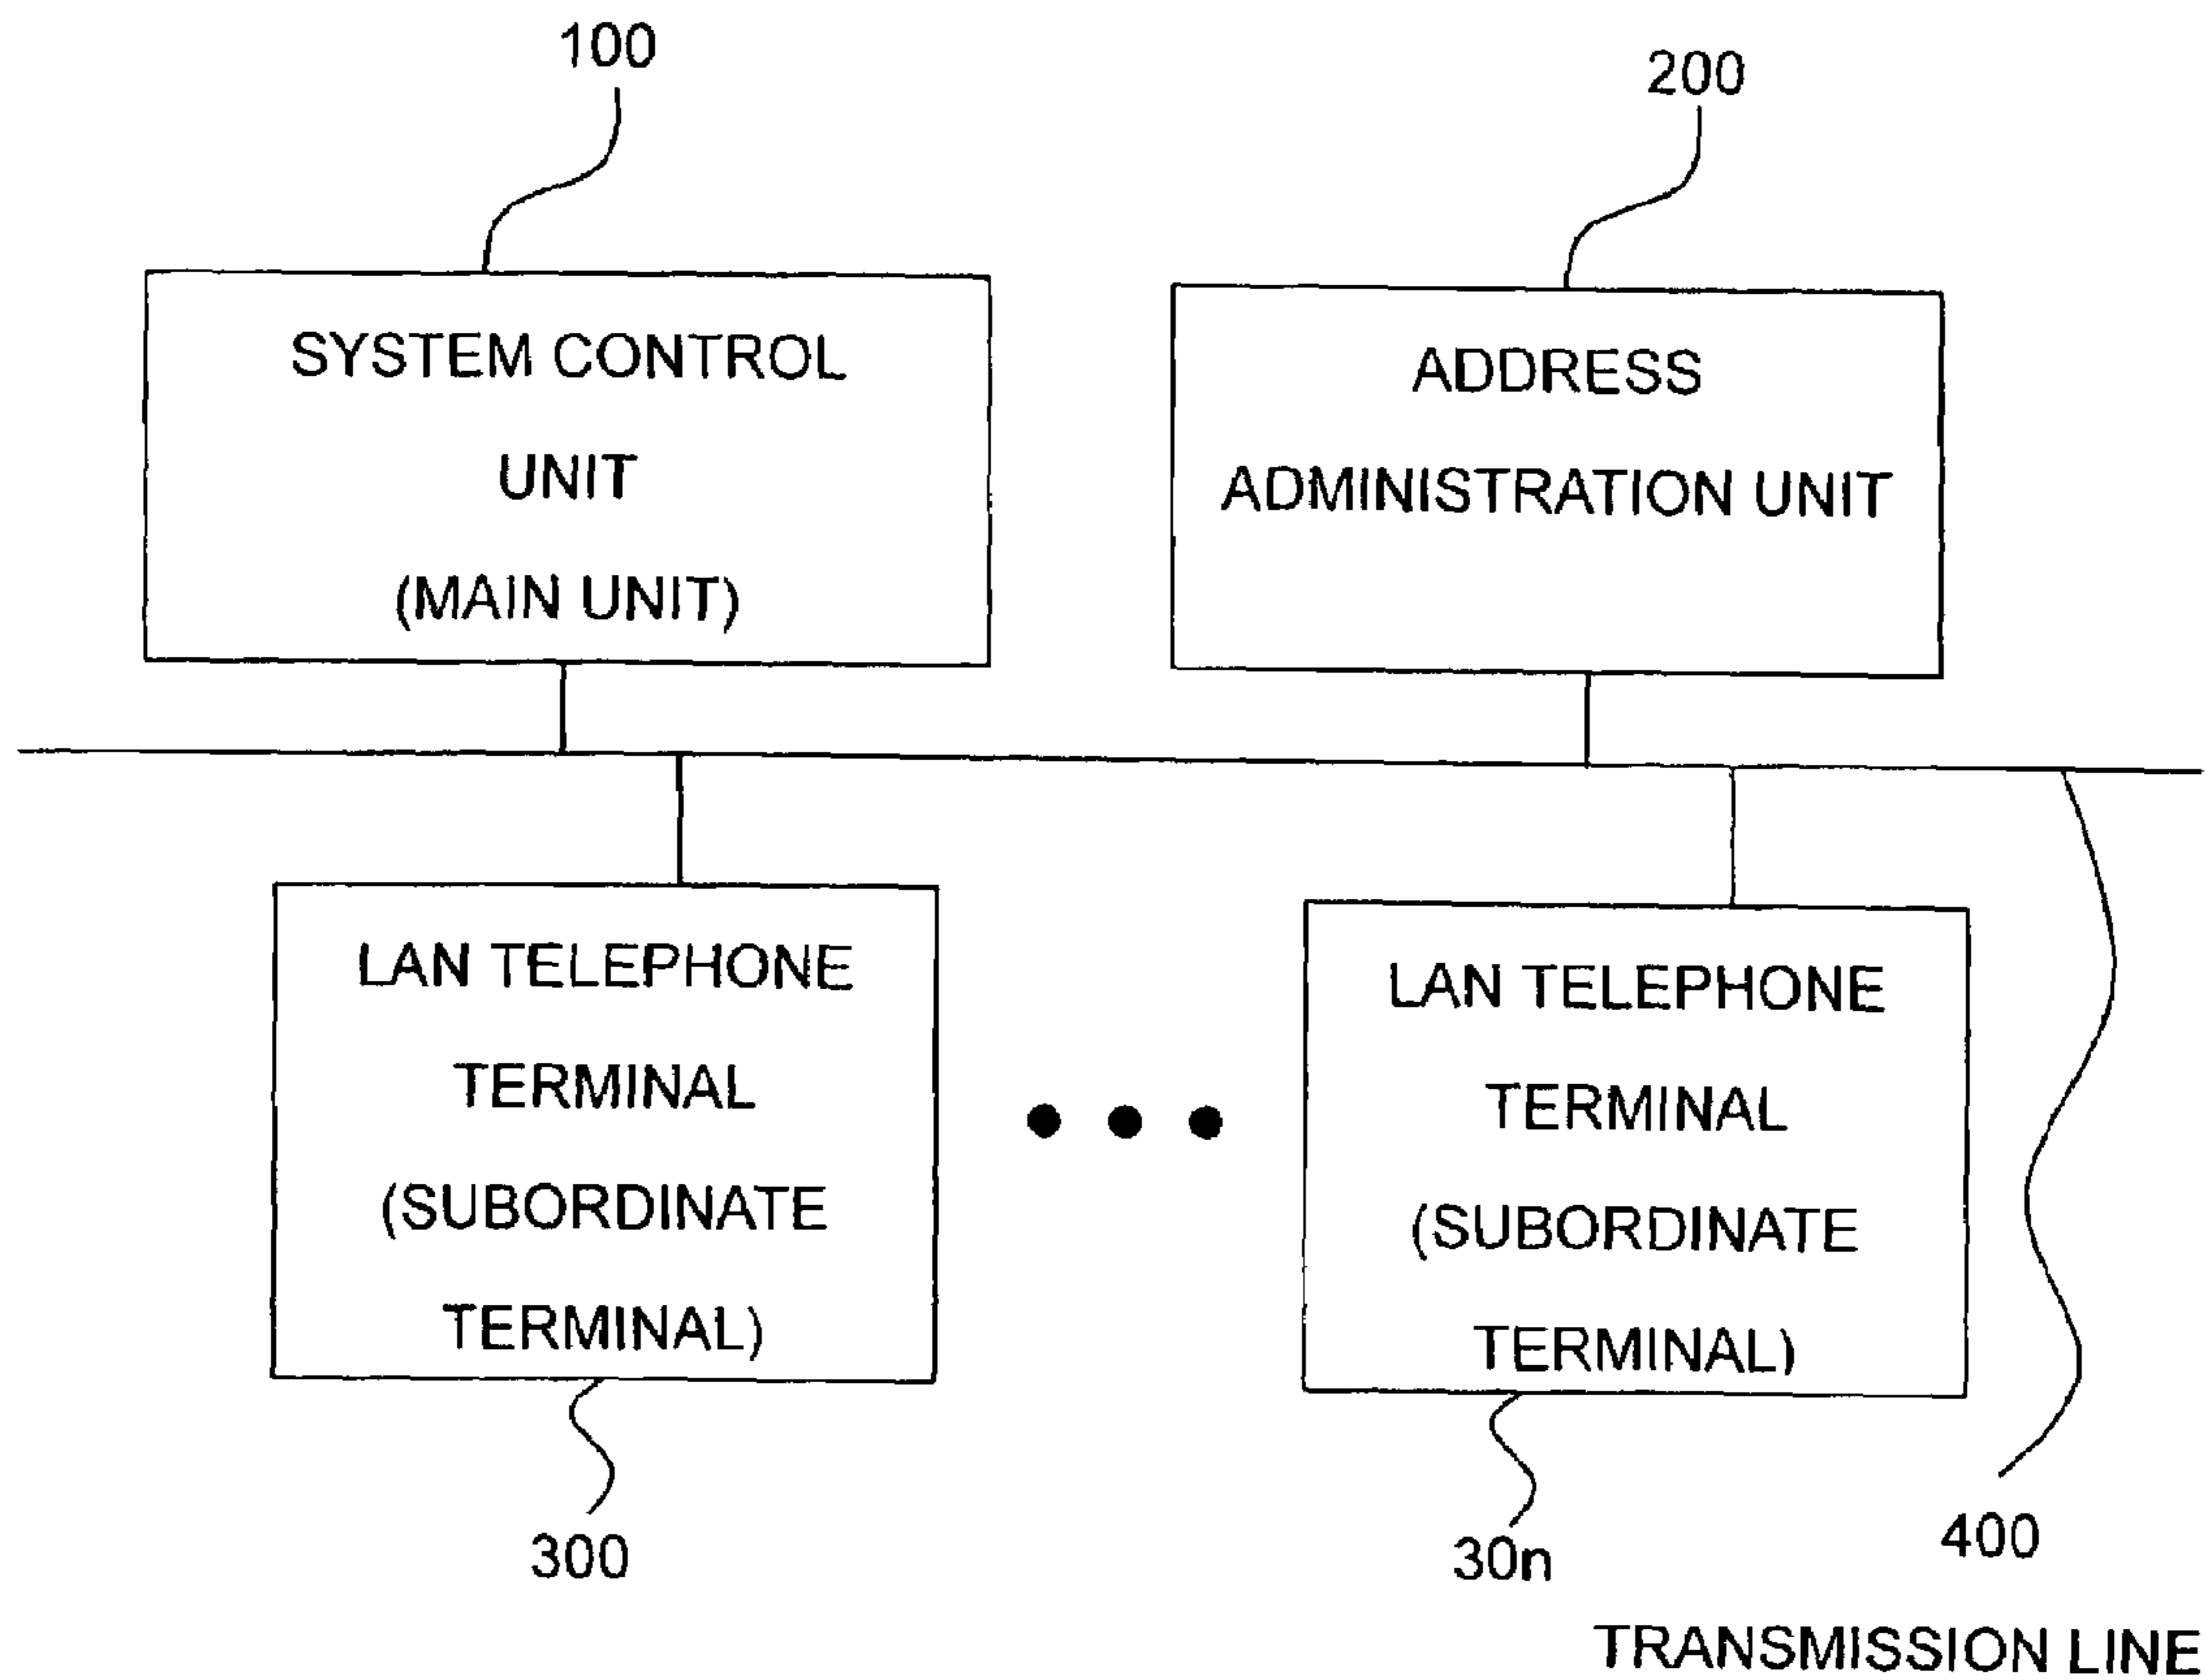 100
200
SYSTEM CONTROL
UNIT
(MAIN UNIT)
ADDRESS
ADMINISTRATION UNIT
LAN TELEPHONE
TERMINAL
(SUBORDINATE
TERMINAL)
LAN TELEPHONE
TERMINAL
(SUBORDINATE
TERMINAL)
300
30n
400
TRANSMISSION LINE